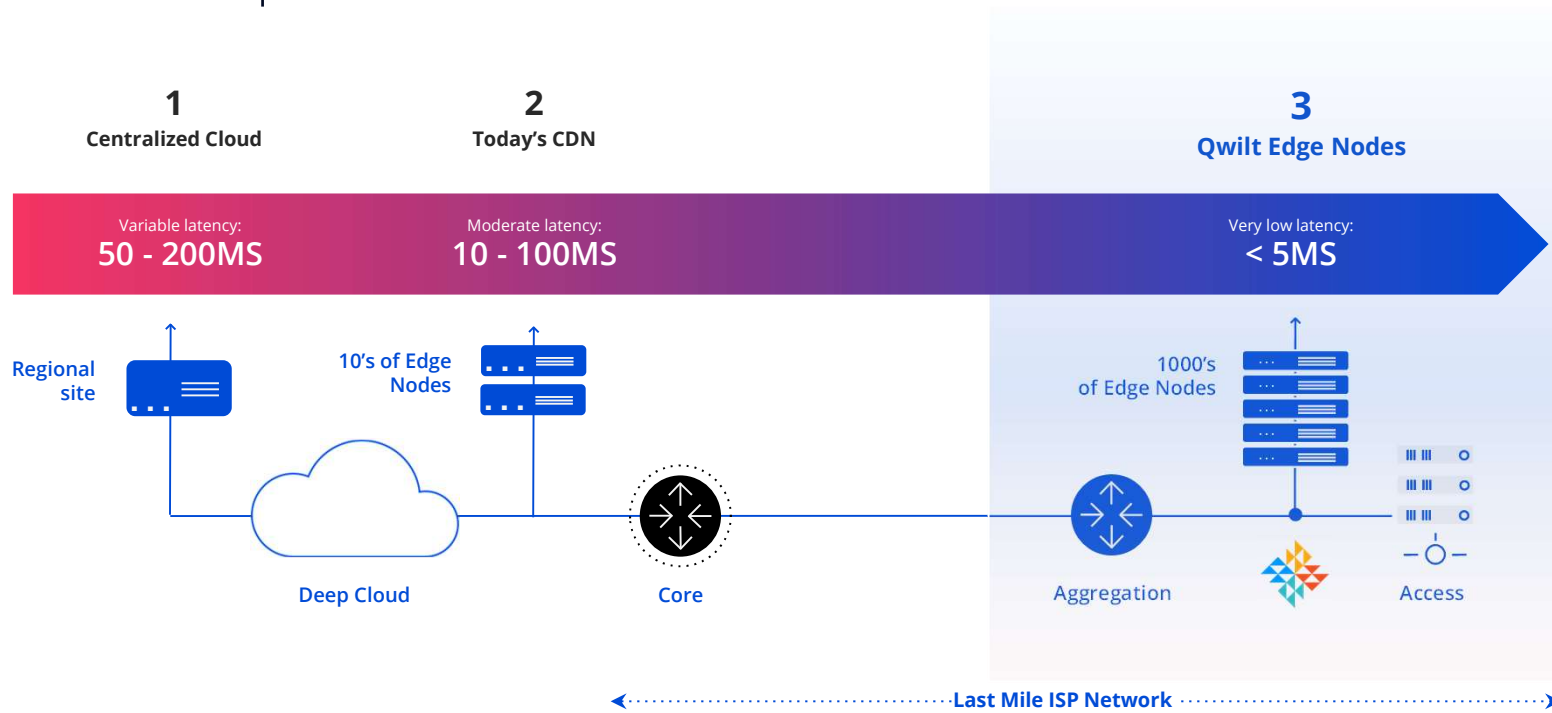 1
Centralized Cloud
2
Today's CDN
3
Qwilt Edge Nodes
Variable latency:
50 - 200MS
Moderate latency:
10 - 100MS
Very low latency:
< 5MS
Regional
site
10's of Edge
Nodes
1000's
of Edge Nodes
Deep Cloud
Core
Aggregation
Access
Last Mile ISP Network